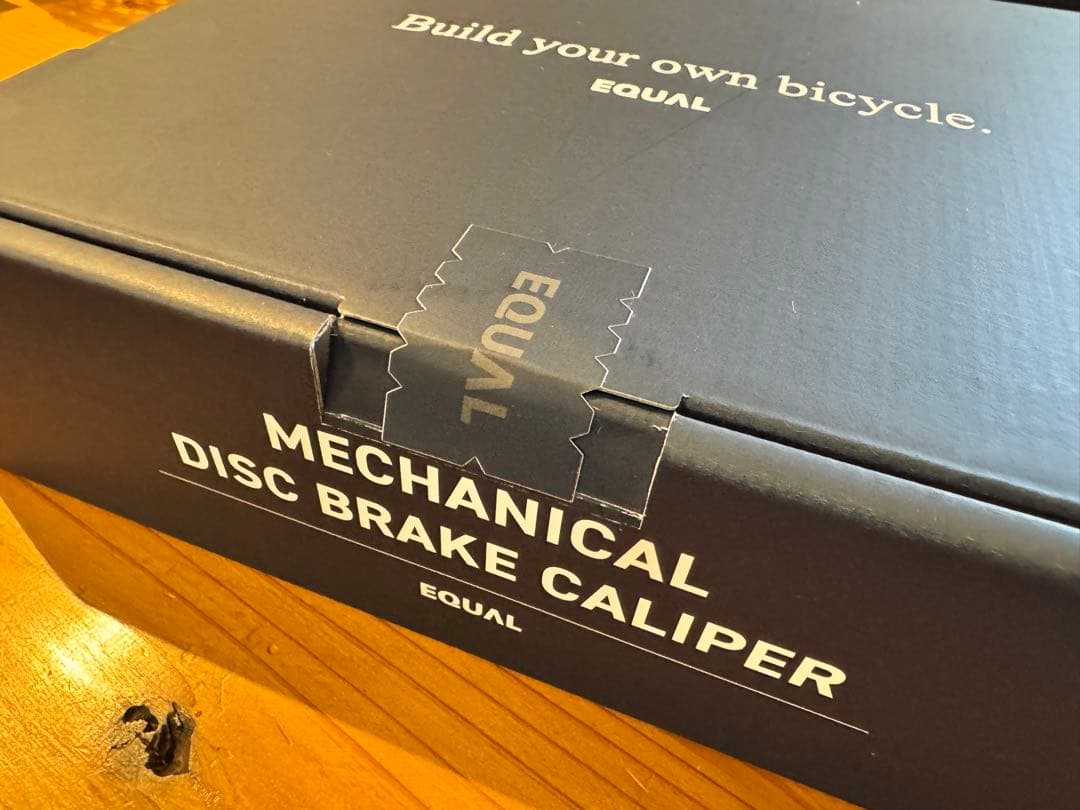 Build your own bicycle.
EQUAL
EQUAL
MECHANICAL
DISC BRAKE CALIPER
EQUAL